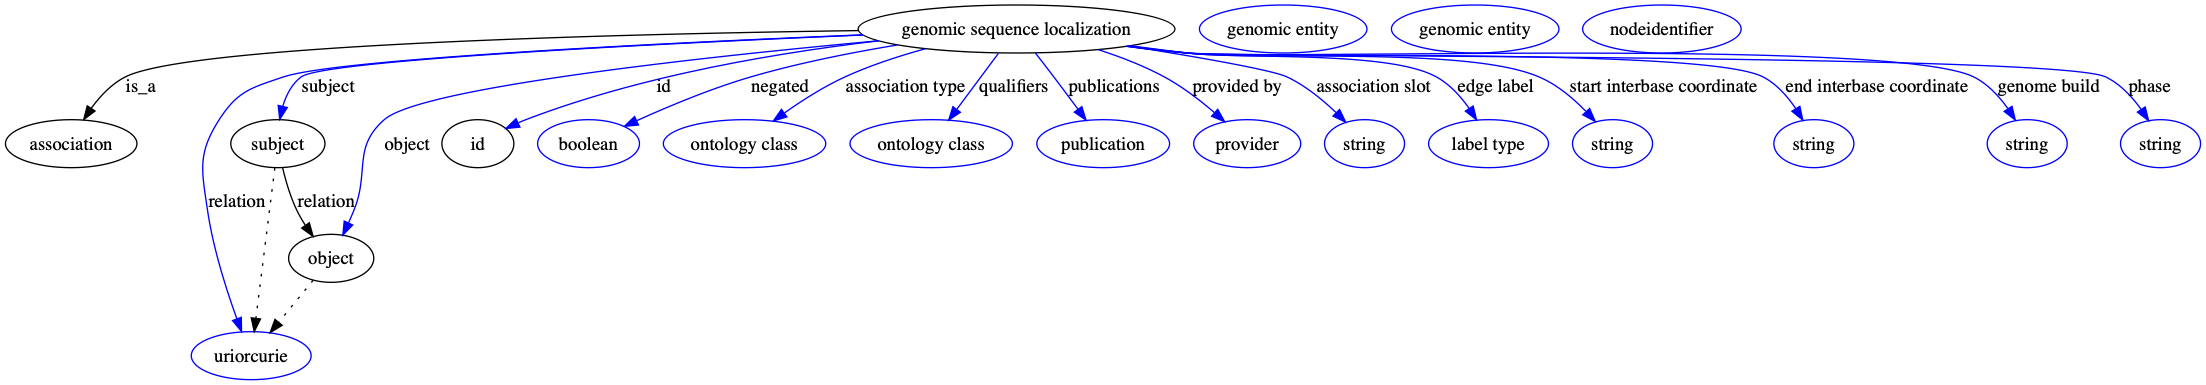 genomic sequence localization
genomic entity
genomic entity
nodeidentifier
is_a
subject
id
negated
association type
qualifiers
publications
provided by
association slot
edge label
start interbase coordinate
end interbase coordinate
genome build
phase
association
subject
object
id
boolean
ontology class
ontology class
publication
provider
string
label type
string
string
string
string
relation
relation
object
uriorcurie